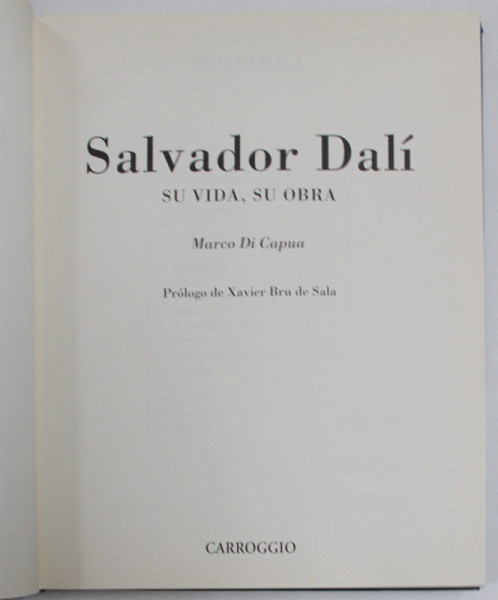 Salvador Dalí
SU VIDA, SU OBRA
Marco Di Capua
Prólogo de Xavier Bru de Sala
CARROGGIO